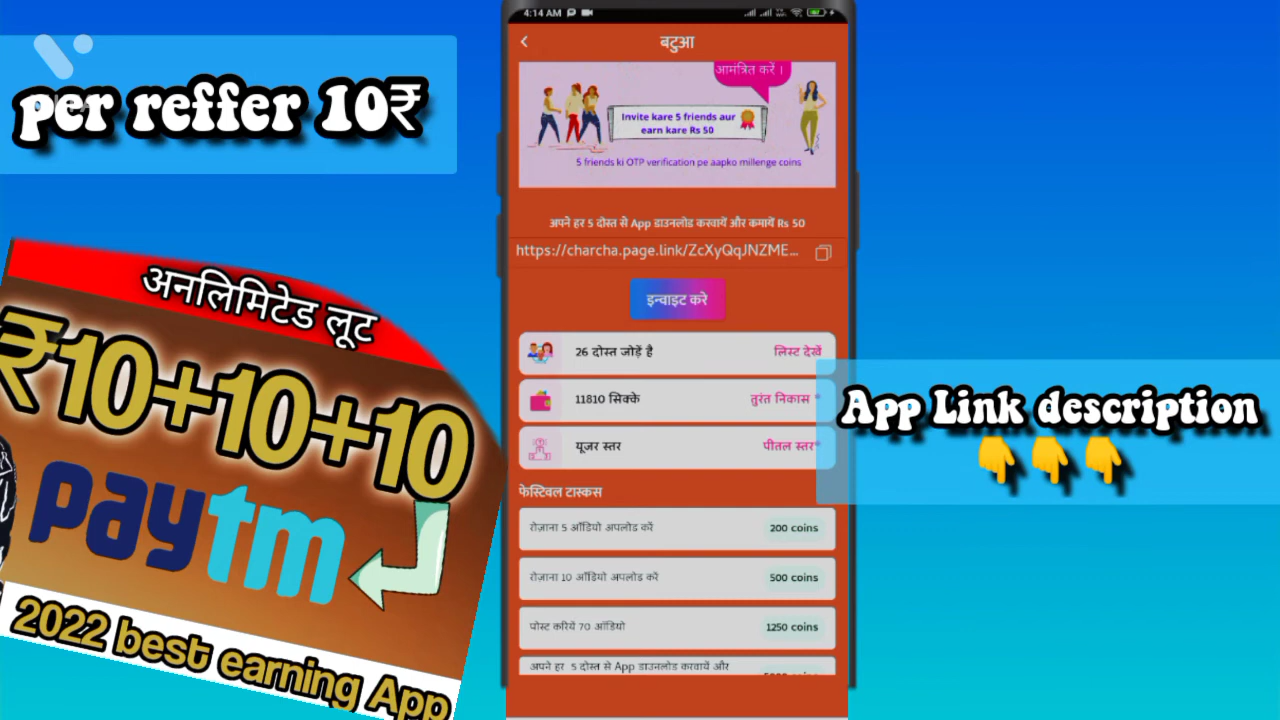 per reffer 10₹
अनलिमिटेड लूट
₹10+10+10
paytm
2022 best earning App
4:14 AM
बटुआ
आमंत्रित करें ।
Invite kare 5 friends aur
earn kare Rs 50
5 friends ki OTP verification pe aapko millenge coins
अपने हर 5 दोस्त से App डाउनलोड करवायें और कमायें Rs 50
https://charcha.page.link/ZcXyQqJNZME...
इन्वाइट करे
26 दोस्त जोड़ें है लिस्ट देखें
11810 सिक्के तुरंत निकास
यूजर स्तर पीतल स्तर
फेस्टिवल टास्कस
रोज़ाना 5 ऑडियो अपलोड करें 200 coins
रोज़ाना 10 ऑडियो अपलोड करें 500 coins
पोस्ट करिये 70 ऑडियो 1250 coins
अपने हर 5 दोस्त से App डाउनलोड करवायें और
App Link description
👇👇👇